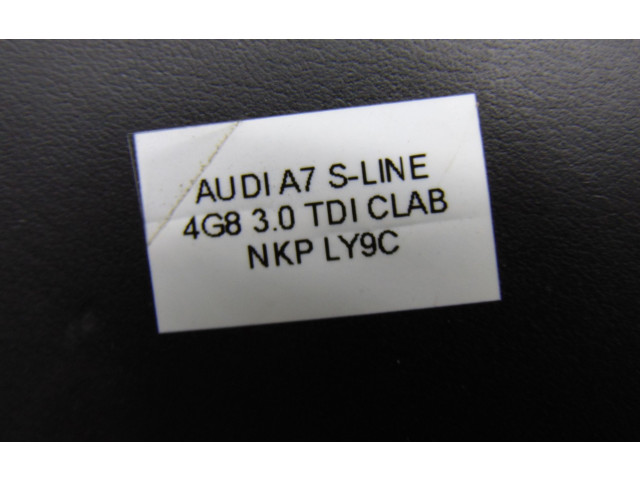 AUDI A7 S-LINE
4G8 3.0 TDI CLAB
NKP LY9C